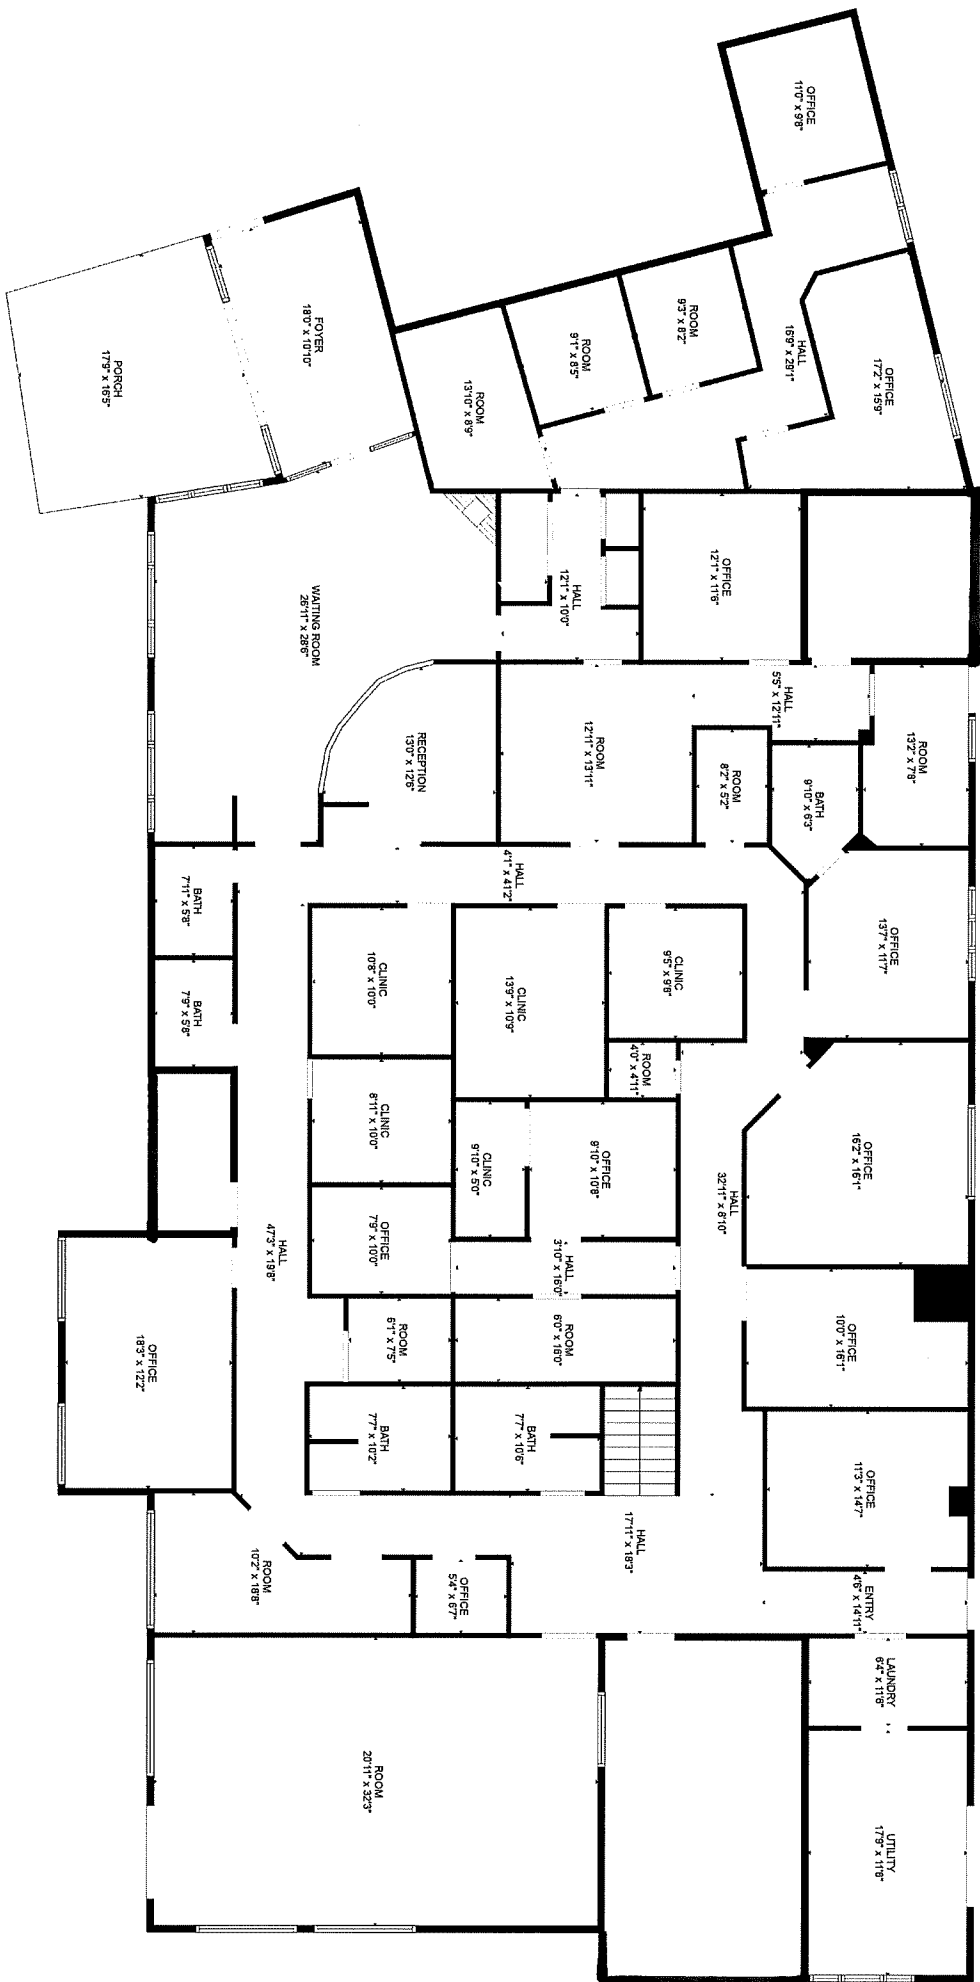 OFFICE
11'0" x 9'8"
OFFICE
17'2" x 15'9"
HALL
16'9" x 29'1"
ROOM
9'3" x 8'2"
ROOM
9'1" x 8'5"
ROOM
13'10" x 8'9"
FOYER
18'0" x 10'10"
PORCH
17'9" x 16'5"
OFFICE
12'1" x 11'6"
HALL
12'1" x 10'0"
WAITING ROOM
26'11" x 28'6"
HALL
5'5" x 12'11"
ROOM
13'2" x 7'8"
BATH
9'10" x 6'3"
ROOM
8'2" x 5'2"
ROOM
12'11" x 13'11"
RECEPTION
13'0" x 12'6"
HALL
4'1" x 41'2"
OFFICE
13'7" x 11'7"
CLINIC
9'5" x 9'8"
CLINIC
13'9" x 10'9"
CLINIC
10'8" x 10'0"
BATH
7'11" x 5'8"
BATH
7'9" x 5'8"
ROOM
4'0" x 4'11"
OFFICE
16'2" x 16'1"
HALL
32'11" x 8'10"
OFFICE
9'10" x 10'8"
CLINIC
9'10" x 5'0"
CLINIC
8'11" x 10'0"
OFFICE
7'9" x 10'0"
HALL
47'3" x 19'8"
HALL
3'10" x 16'0"
OFFICE
10'0" x 16'1"
ROOM
6'0" x 16'0"
ROOM
6'1" x 7'5"
OFFICE
18'3" x 12'2"
BATH
7'7" x 10'6"
BATH
7'7" x 10'2"
OFFICE
11'3" x 14'7"
HALL
17'11" x 18'3"
ENTRY
4'6" x 14'11"
OFFICE
5'4" x 6'7"
ROOM
10'2" x 18'8"
LAUNDRY
6'4" x 11'8"
UTILITY
17'9" x 11'8"
ROOM
20'11" x 32'3"